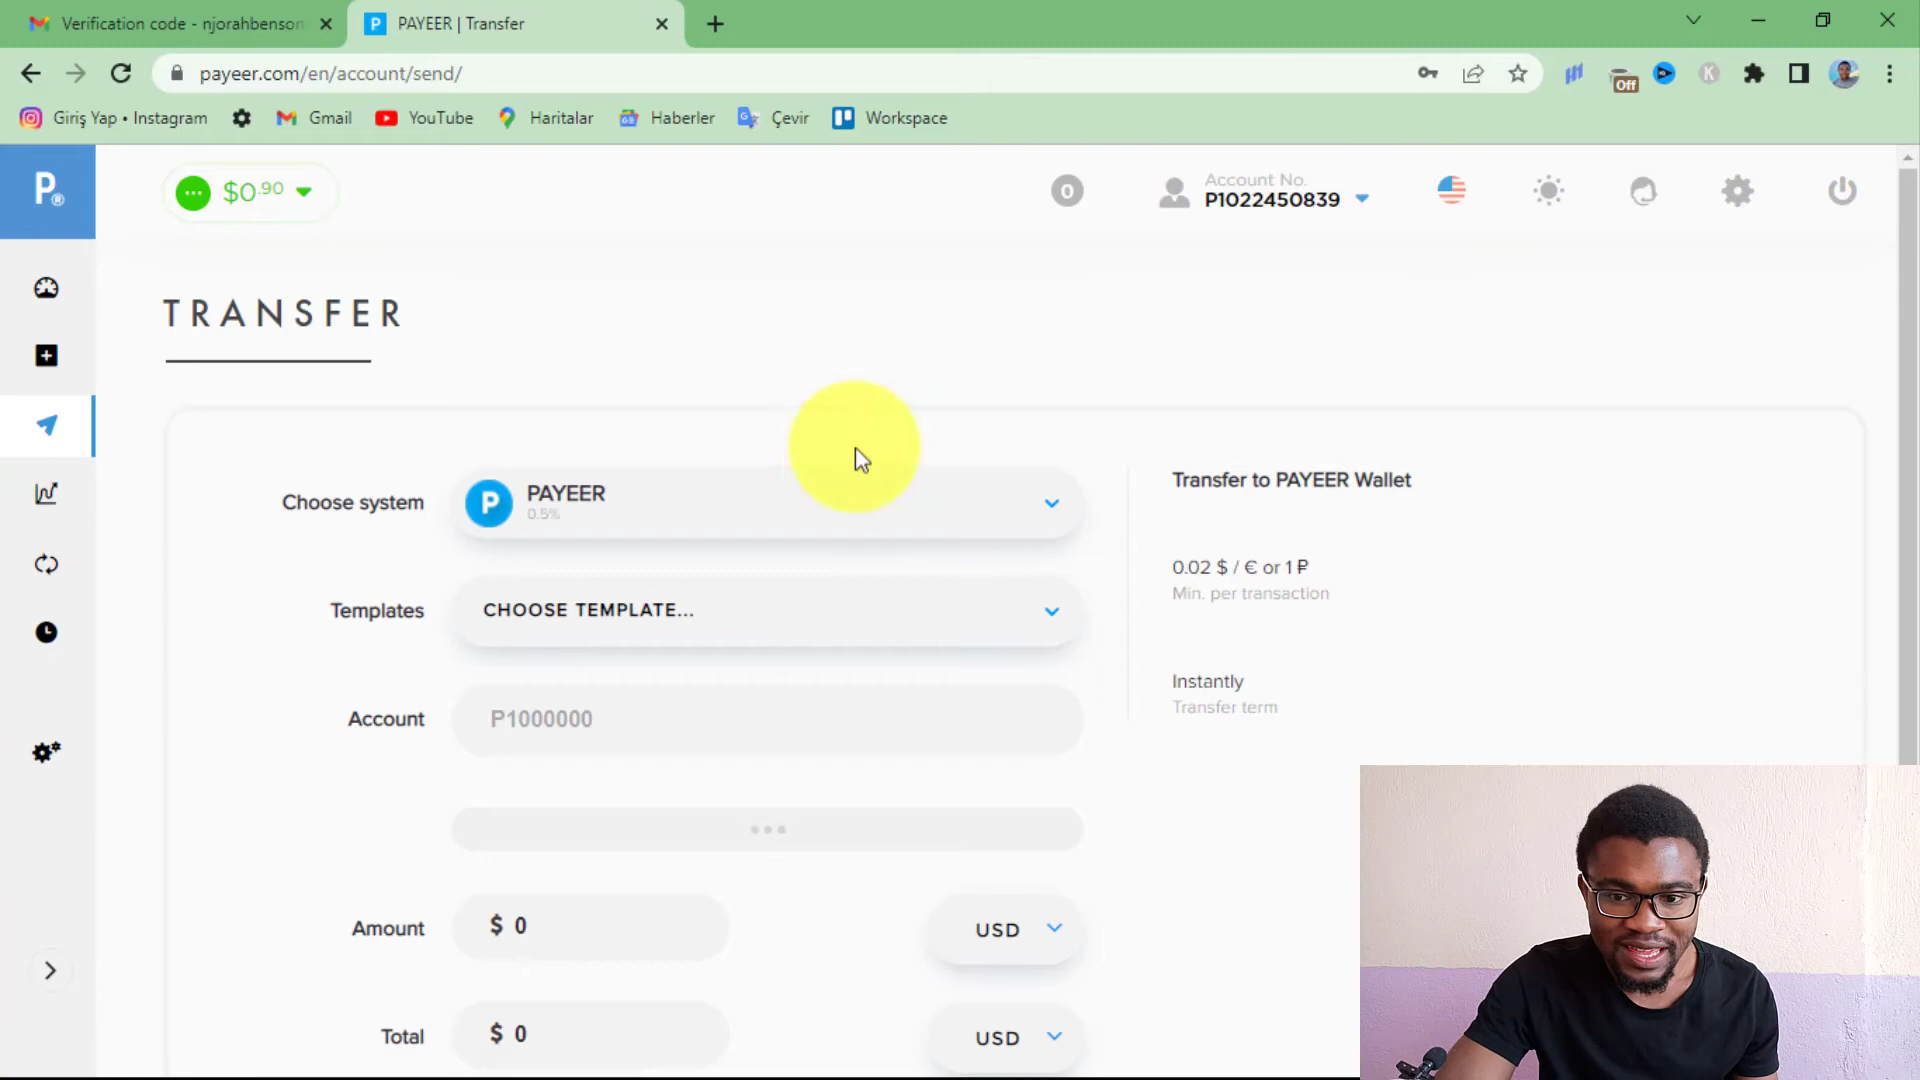 Verification code - njorahbenson
PAYEER | Transfer
payeer.com/en/account/send/
Off
K
Giriş Yap • Instagram
Gmail
YouTube
Haritalar
Haberler
Çevir
Workspace
P®
$0.90
0
Account No.
P1022450839
TRANSFER
Choose system
P
PAYEER
0.5%
Transfer to PAYEER Wallet
0.02 $ / € or 1 ₽
Min. per transaction
Templates
CHOOSE TEMPLATE...
Instantly
Transfer term
Account
P1000000
Amount
$ 0
USD
Total
$ 0
USD